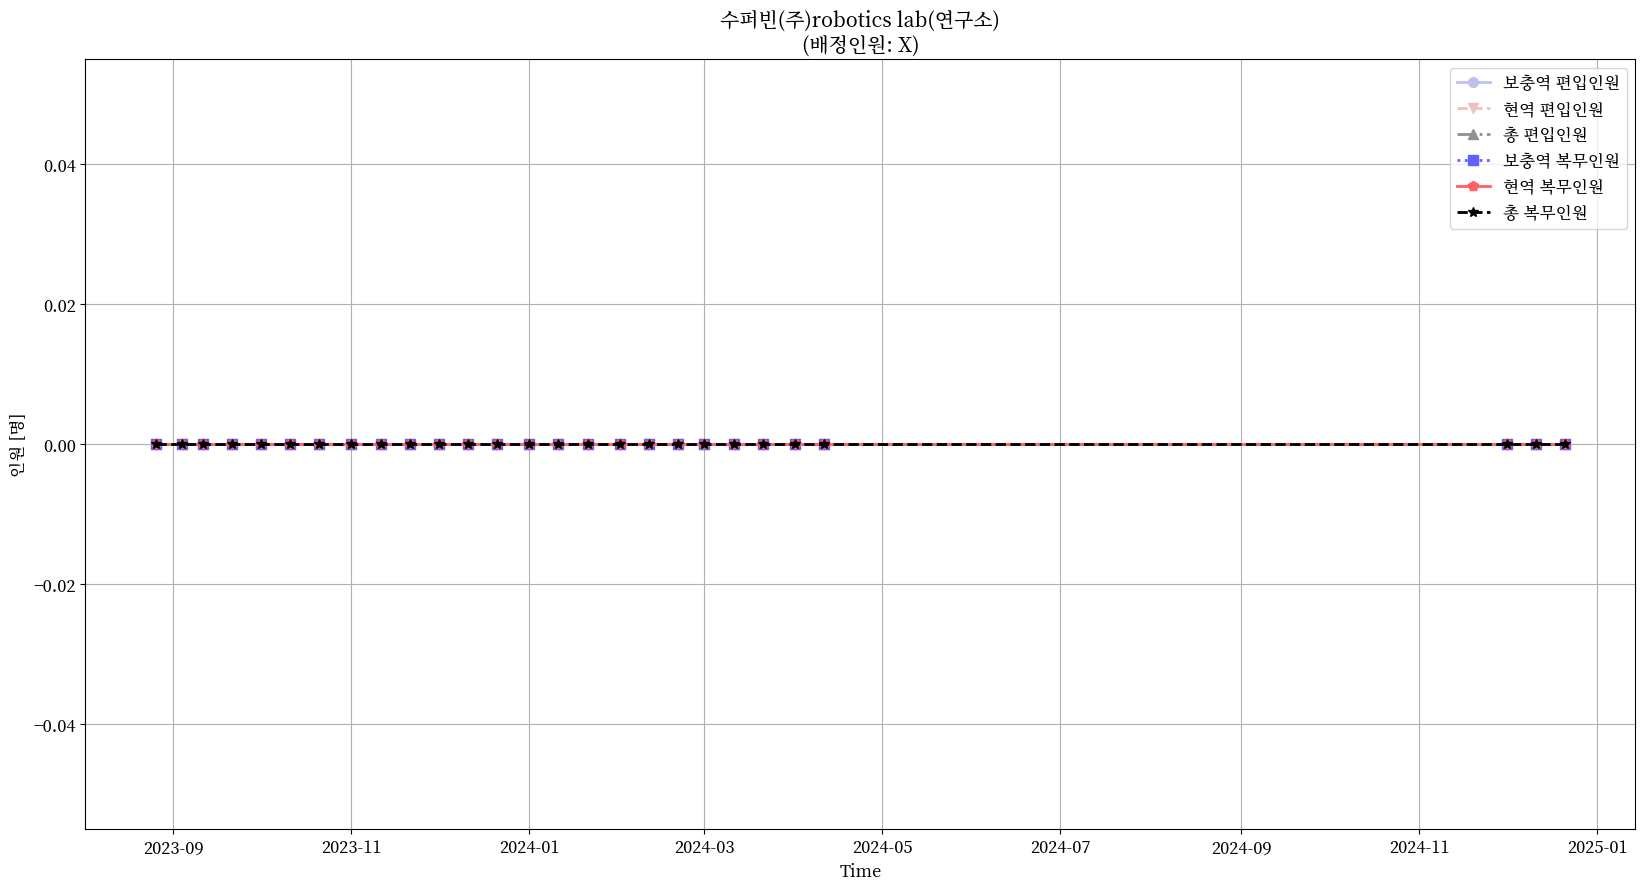 수퍼빈(주)robotics lab(연구소)
(배정인원: X)
보충역 편입인원
현역 편입인원
총 편입인원
보충역 복무인원
현역 복무인원
총 복무인원
0.04
0.02
0.00
−0.02
−0.04
인원 [명]
2023-09
2023-11
2024-01
2024-03
2024-05
2024-07
2024-09
2024-11
2025-01
Time